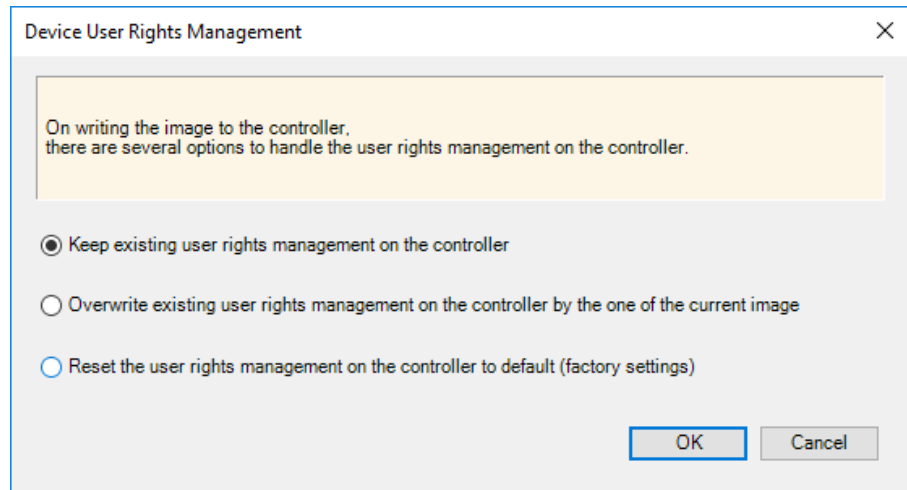 Device User Rights Management
On writing the image to the controller,
there are several options to handle the user rights management on the controller.
Keep existing user rights management on the controller
Overwrite existing user rights management on the controller by the one of the current image
Reset the user rights management on the controller to default (factory settings)
OK Cancel